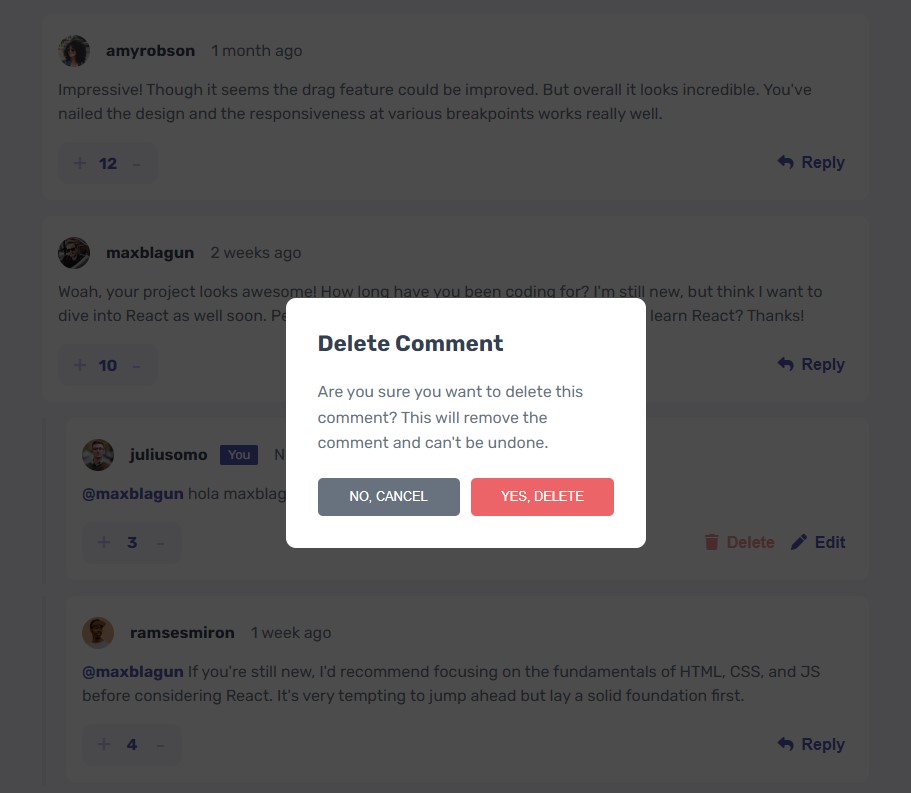 amyrobson 1 month ago
Impressive! Though it seems the drag feature could be improved. But overall it looks incredible. You've
nailed the design and the responsiveness at various breakpoints works really well.
+ 12 - Reply
maxblagun 2 weeks ago
Woah, your project looks awesome! How long have you been coding for? I'm still new, but think I want to
dive into React as well soon. learn React? Thanks!
+ 10 - Reply
Delete Comment
Are you sure you want to delete this
comment? This will remove the
comment and can't be undone.
NO, CANCEL YES, DELETE
juliusomo You
@maxblagun hola maxblag
+ 3 - Delete Edit
ramsesmiron 1 week ago
@maxblagun If you're still new, I'd recommend focusing on the fundamentals of HTML, CSS, and JS
before considering React. It's very tempting to jump ahead but lay a solid foundation first.
+ 4 - Reply